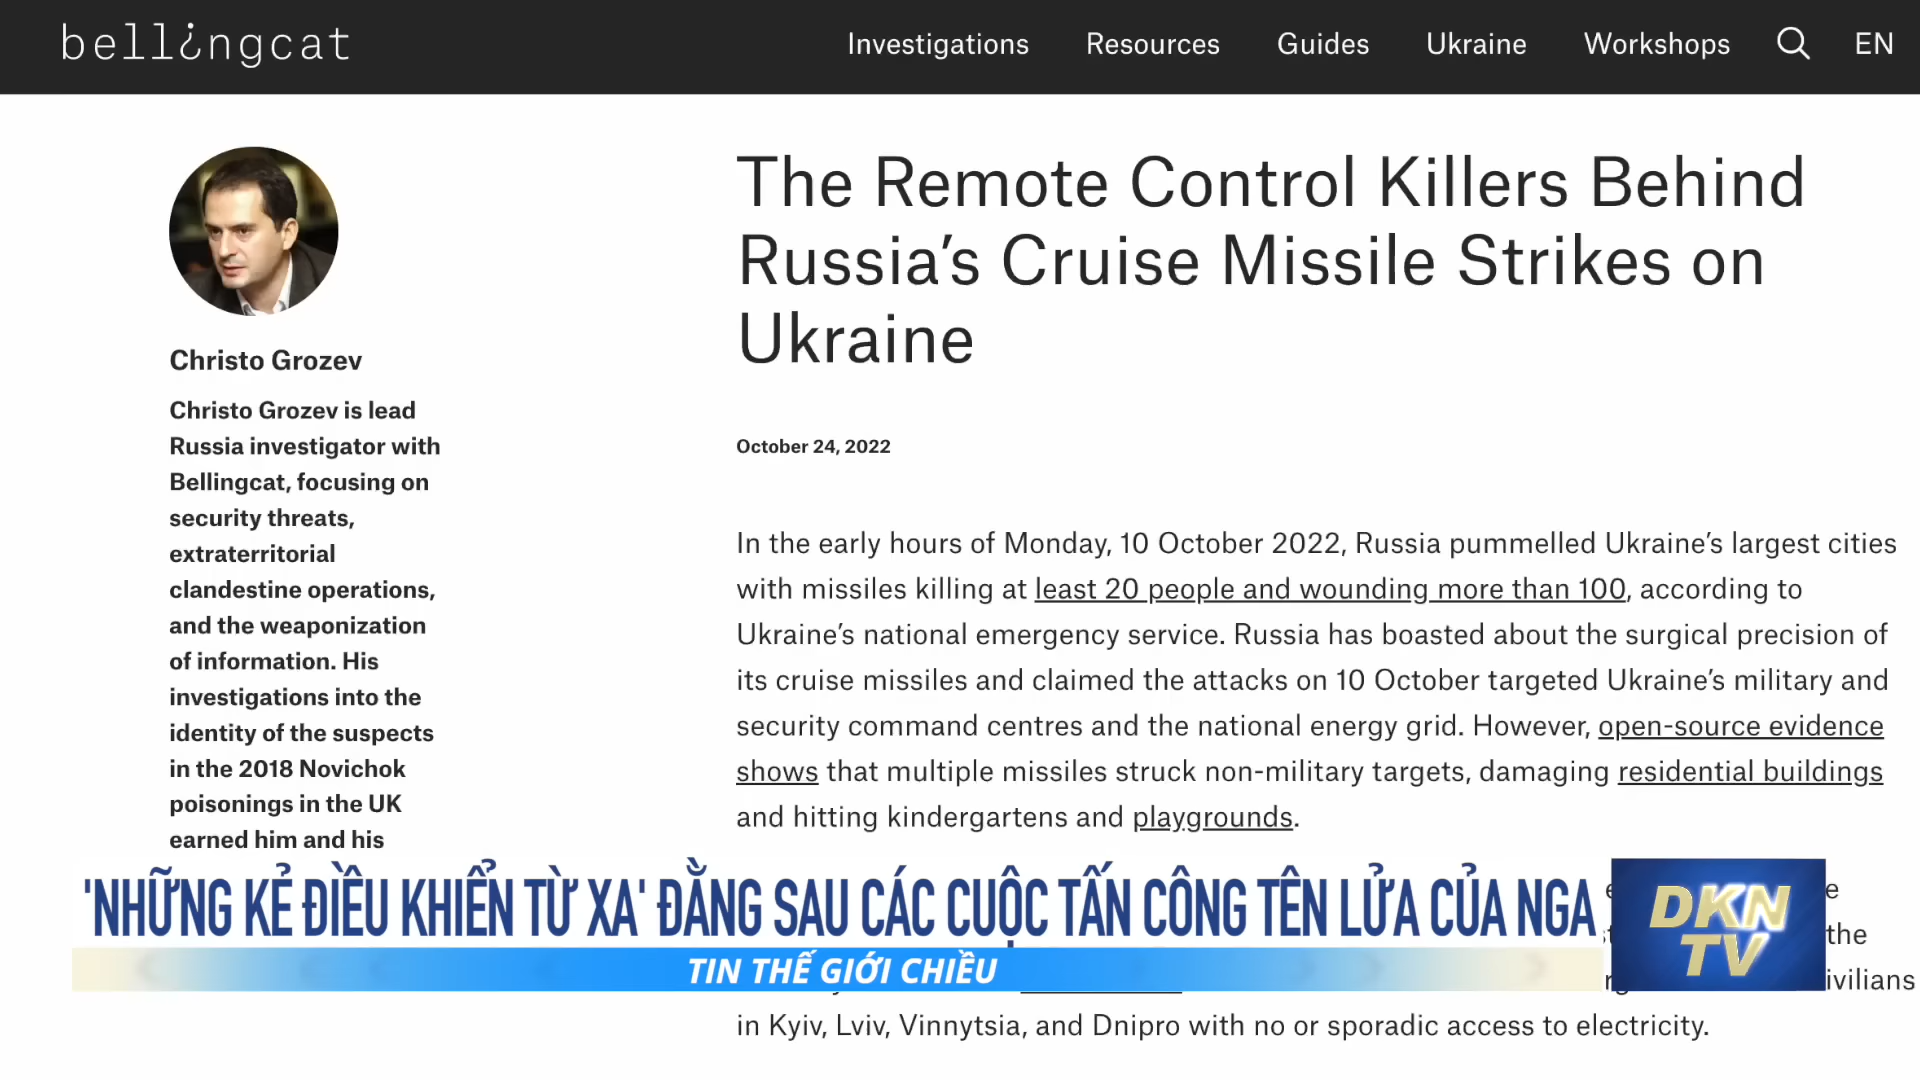 bellingcat
Investigations
Resources
Guides
Ukraine
Workshops
EN
Christo Grozev
Christo Grozev is lead
Russia investigator with
Bellingcat, focusing on
security threats,
extraterritorial
clandestine operations,
and the weaponization
of information. His
investigations into the
identity of the suspects
in the 2018 Novichok
poisonings in the UK
earned him and his
The Remote Control Killers Behind
Russia’s Cruise Missile Strikes on
Ukraine
October 24, 2022
In the early hours of Monday, 10 October 2022, Russia pummelled Ukraine’s largest cities
with missiles killing at least 20 people and wounding more than 100, according to
Ukraine’s national emergency service. Russia has boasted about the surgical precision of
its cruise missiles and claimed the attacks on 10 October targeted Ukraine’s military and
security command centres and the national energy grid. However, open-source evidence
shows that multiple missiles struck non-military targets, damaging residential buildings
and hitting kindergartens and playgrounds.
the
in Kyiv, Lviv, Vinnytsia, and Dnipro with no or sporadic access to electricity.
'NHỮNG KẺ ĐIỀU KHIỂN TỪ XA' ĐẰNG SAU CÁC CUỘC TẤN CÔNG TÊN LỬA CỦA NGA
TIN THẾ GIỚI CHIỀU
DKN
TV